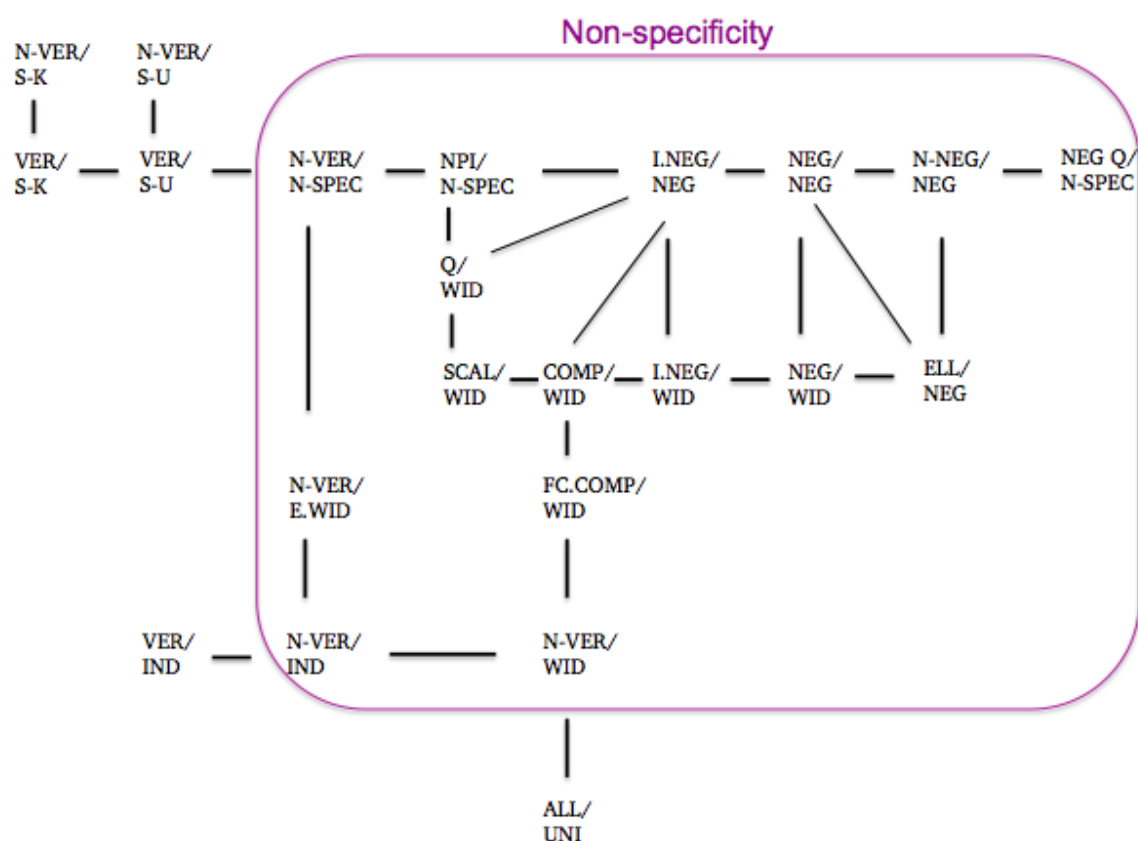 Non-specificity
N-VER/
S-K
N-VER/
S-U
VER/
S-K
VER/
S-U
N-VER/
N-SPEC
NPI/
N-SPEC
I.NEG/
NEG
NEG/
NEG
N-NEG/
NEG
NEG Q/
N-SPEC
Q/
WID
SCAL/
WID
COMP/
WID
I.NEG/
WID
NEG/
WID
ELL/
NEG
N-VER/
E.WID
FC.COMP/
WID
VER/
IND
N-VER/
IND
N-VER/
WID
ALL/
UNI